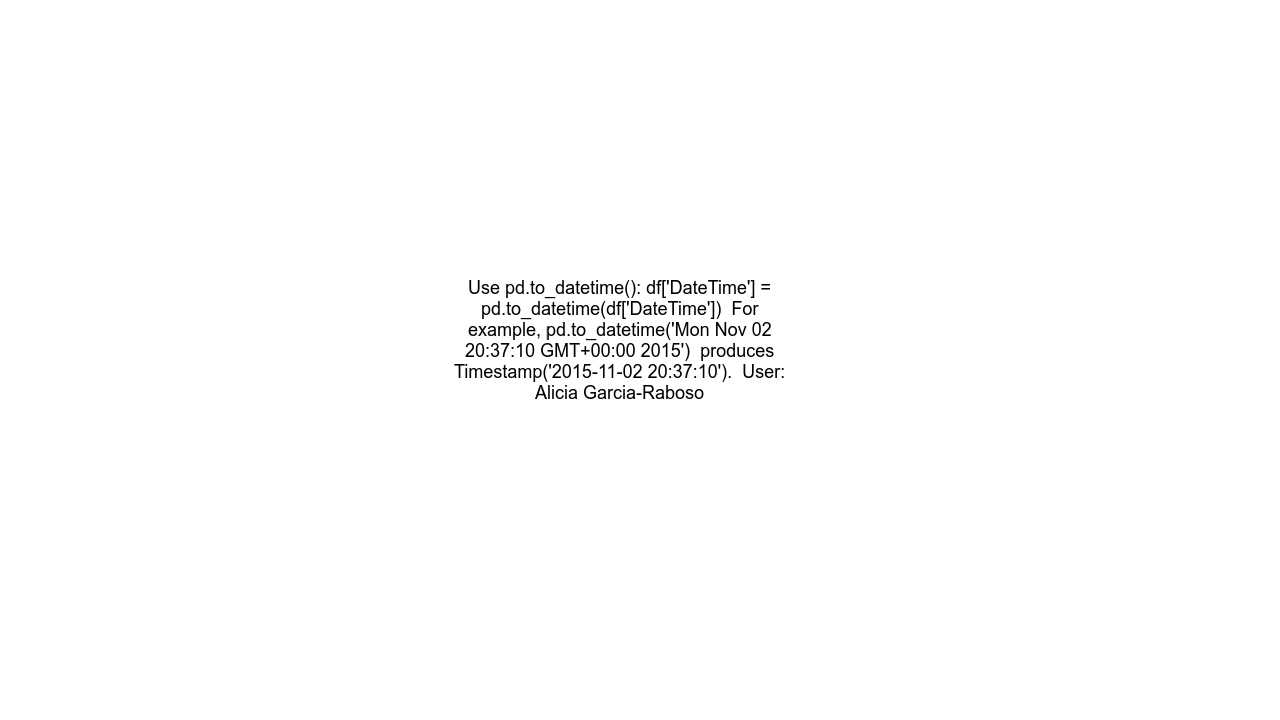 Use pd.to_datetime(): df['DateTime'] =
pd.to_datetime(df['DateTime'])  For
example, pd.to_datetime('Mon Nov 02
20:37:10 GMT+00:00 2015')  produces
Timestamp('2015-11-02 20:37:10').  User:
Alicia Garcia-Raboso